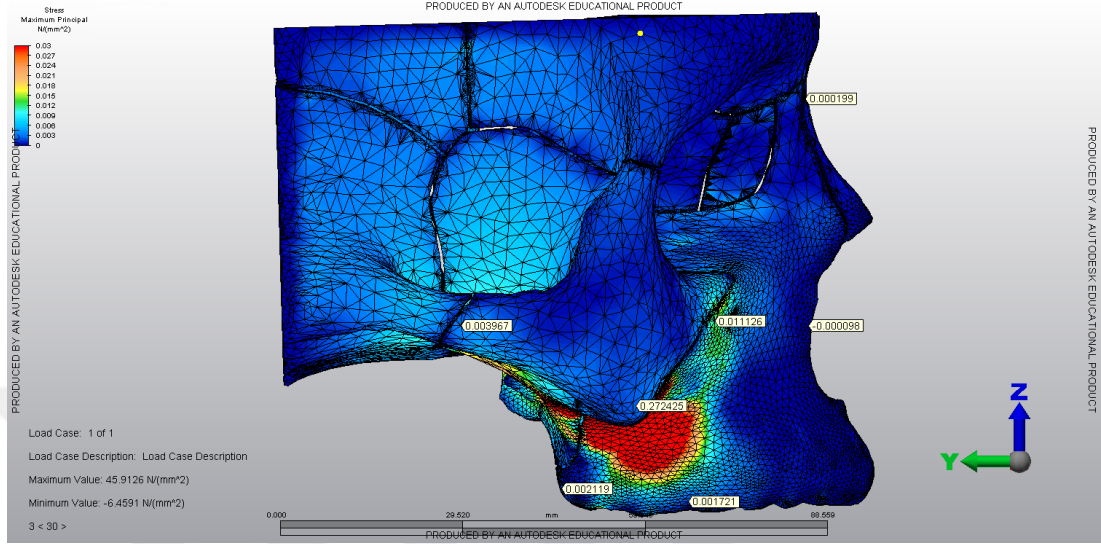 PRODUCED BY AN AUTODESK EDUCATIONAL PRODUCT
Stress
Maximum Principal
N/(mm^2)
0.03
0.027
0.024
0.021
0.018
0.015
0.012
0.009
0.006
0.003
0
PRODUCED BY AN AUTODESK EDUCATIONAL PRODUCT
0.000199
0.003967
0.011126
-0.000098
0.272425
0.002119
0.001721
PRODUCED BY AN AUTODESK EDUCATIONAL PRODUCT
Z
Y
Load Case: 1 of 1
Load Case Description: Load Case Description
Maximum Value: 45.9126 N/(mm^2)
Minimum Value: -6.4591 N/(mm^2)
3 < 30 >
0.000 29.520 mm 88.559
PRODUCED BY AN AUTODESK EDUCATIONAL PRODUCT